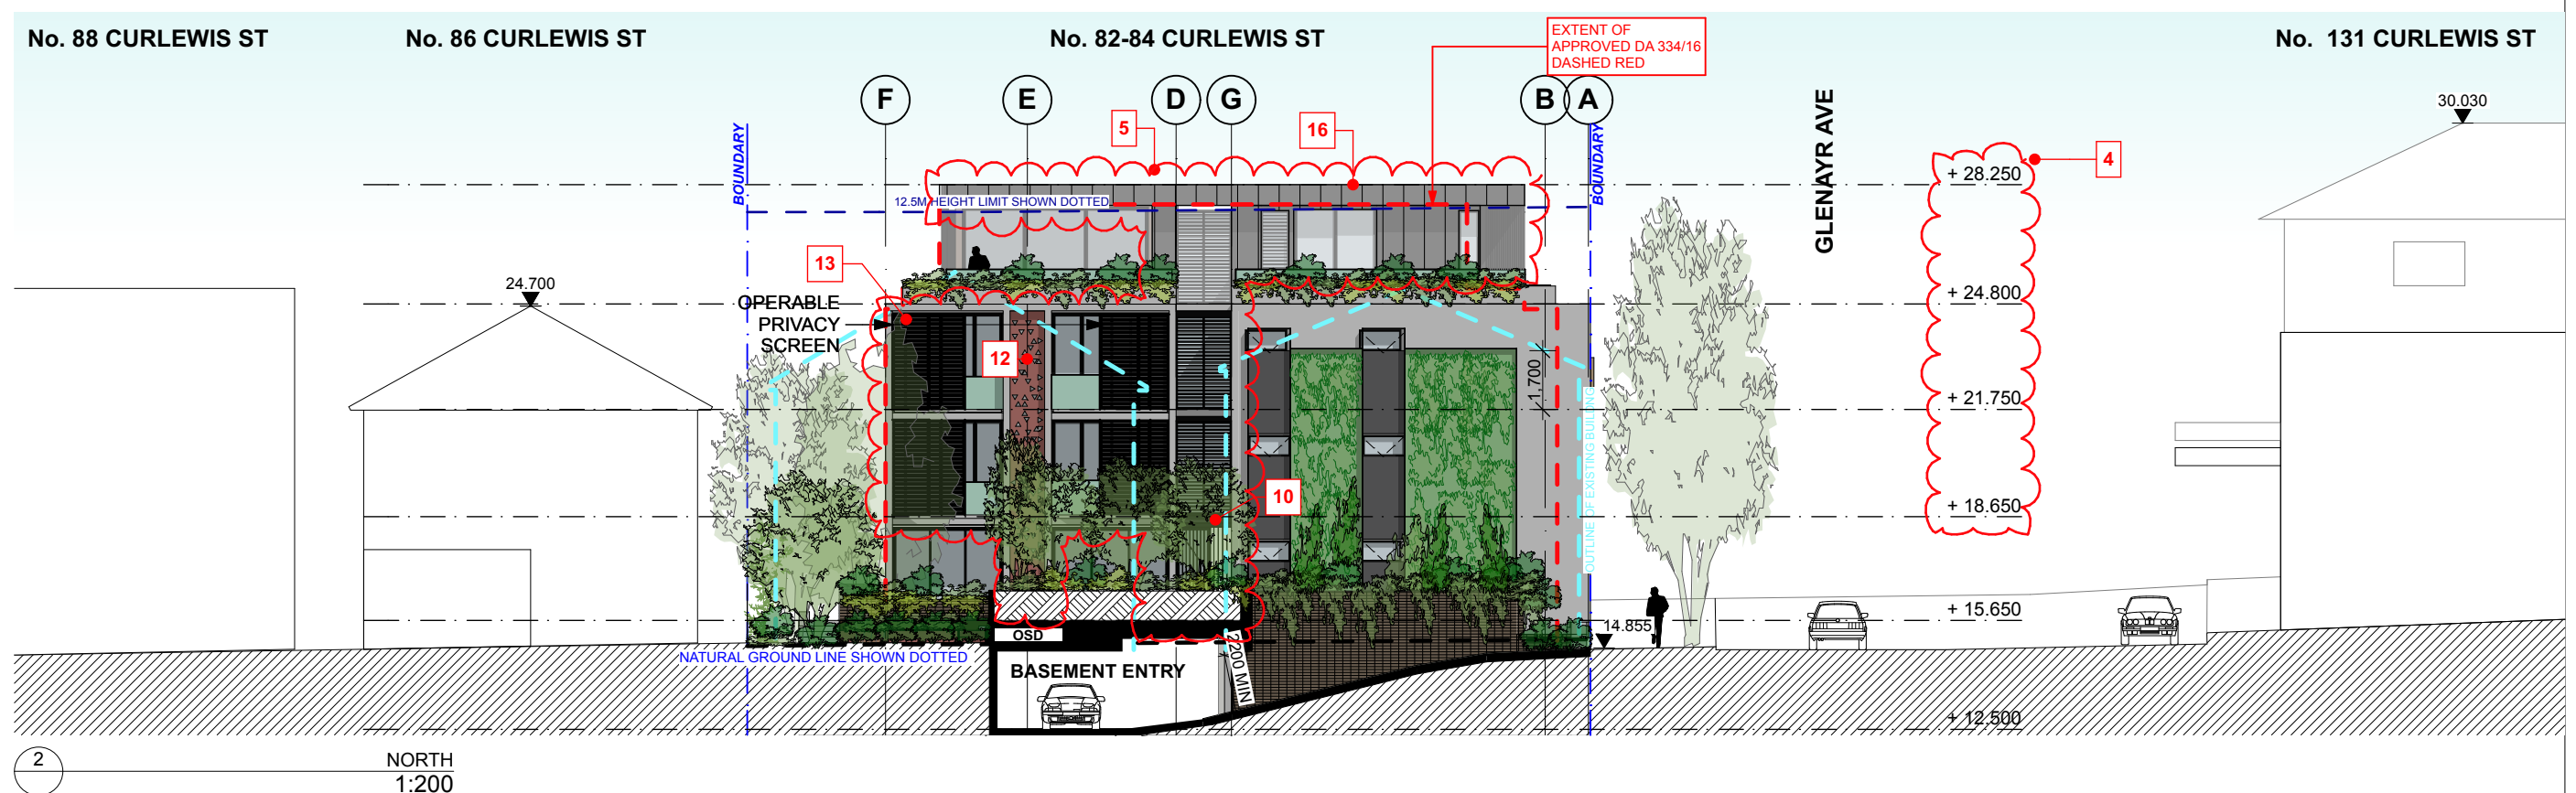 No. 88 CURLEWIS ST
No. 86 CURLEWIS ST
No. 82-84 CURLEWIS ST
No. 131 CURLEWIS ST
EXTENT OF
APPROVED DA 334/16
DASHED RED
F
E
D
G
B
A
BOUNDARY
BOUNDARY
GLENAYR AVE
30.030
5
16
4
+ 28.250
12.5M HEIGHT LIMIT SHOWN DOTTED
13
24.700
OPERABLE
PRIVACY
SCREEN
+ 24.800
12
1,700
+ 21.750
OUTLINE OF EXISTING BUILDING
10
+ 18.650
+ 15.650
14.855
OSD
2200 MIN
NATURAL GROUND LINE SHOWN DOTTED
BASEMENT ENTRY
+ 12.500
2
NORTH
1:200